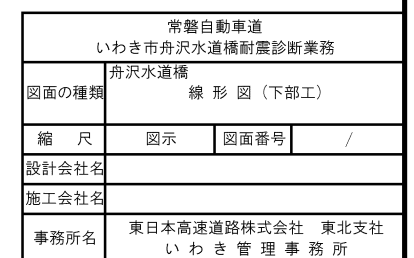 常磐自動車道
いわき市舟沢水道橋耐震診断業務
図面の種類
舟沢水道橋
線 形 図（下部工）
縮 尺 図示 図面番号 /
設計会社名
施工会社名
事務所名
東日本高速道路株式会社 東北支社
い わ き 管 理 事 務 所